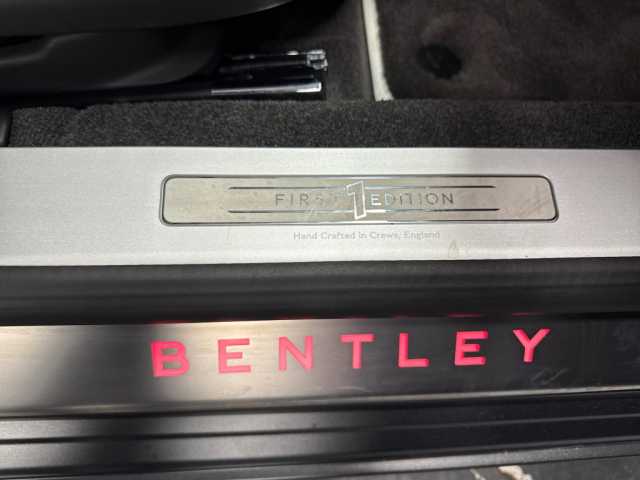 FIRST 1 EDITION
Hand Crafted in Crewe, England
BENTLEY